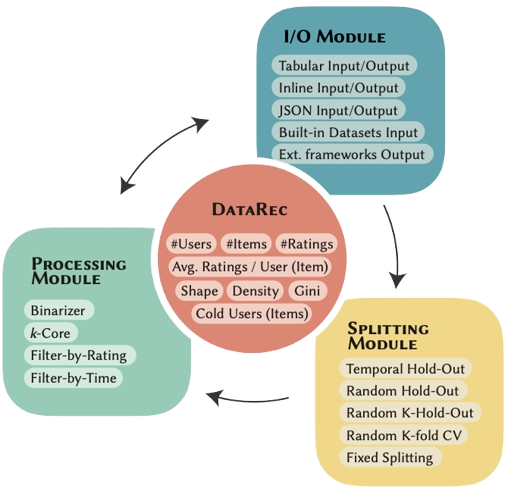 I/O Module
Tabular Input/Output
Inline Input/Output
JSON Input/Output
Built-in Datasets Input
Ext. frameworks Output
DataRec
#Users #Items #Ratings
Avg. Ratings / User (Item)
Shape Density Gini
Cold Users (Items)
Processing
Module
Binarizer
k-Core
Filter-by-Rating
Filter-by-Time
Splitting
Module
Temporal Hold-Out
Random Hold-Out
Random K-Hold-Out
Random K-fold CV
Fixed Splitting